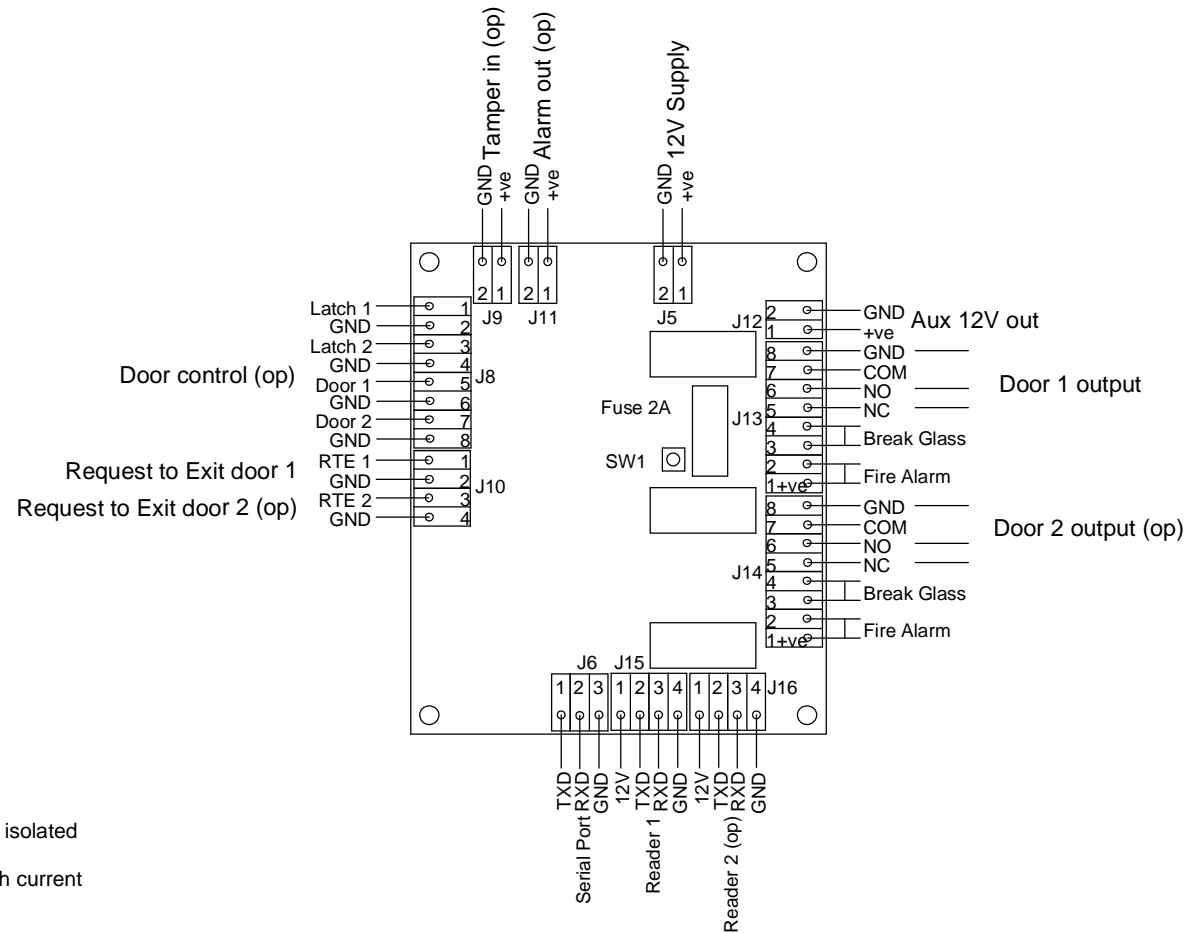 GND Tamper in (op)
+ve
GND Alarm out (op)
+ve
GND 12V Supply
+ve
2 1
J9
2 1
J11
2 1
J5
Latch 1 1
GND 2
Latch 2 3
GND 4
Door 1 5
GND 6
Door 2 7
GND 8
J8
Door control (op)
RTE 1 1
GND 2
RTE 2 3
GND 4
J10
Request to Exit door 1
Request to Exit door 2 (op)
J12
2 GND
1 +ve
Aux 12V out
Fuse 2A
SW1
J13
8 GND
7 COM
6 NO
5 NC
4
3
Break Glass
2
1+ve
Fire Alarm
Door 1 output
J14
8 GND
7 COM
6 NO
5 NC
4
3
Break Glass
2
1+ve
Fire Alarm
Door 2 output (op)
J6
1 2 3
J15
1 2 3 4
1 2 3 4
J16
TXD
RXD
GND
Serial Port
12V
TXD
RXD
GND
Reader 1
12V
TXD
RXD
GND
Reader 2 (op)
isolated
current